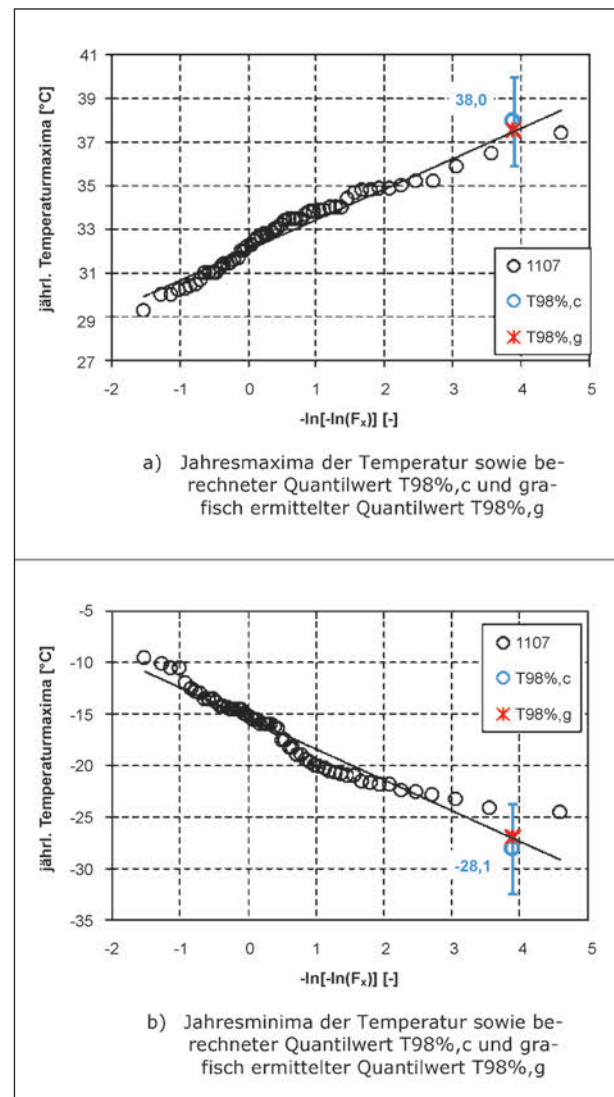 41
39
37
35
33
31
29
27
jährl. Temperaturmaxima [°C]
38,0
1107
T98%,c
T98%,g
-2 -1 0 1 2 3 4 5
-ln[-ln(Fₓ)] [-]
a) Jahresmaxima der Temperatur sowie be-
rechneter Quantilwert T98%,c und gra-
fisch ermittelter Quantilwert T98%,g
-5
-10
-15
-20
-25
-30
-35
jährl. Temperaturmaxima [°C]
1107
T98%,c
T98%,g
-28,1
-2 -1 0 1 2 3 4 5
-ln[-ln(Fₓ)] [-]
b) Jahresminima der Temperatur sowie be-
rechneter Quantilwert T98%,c und gra-
fisch ermittelter Quantilwert T98%,g